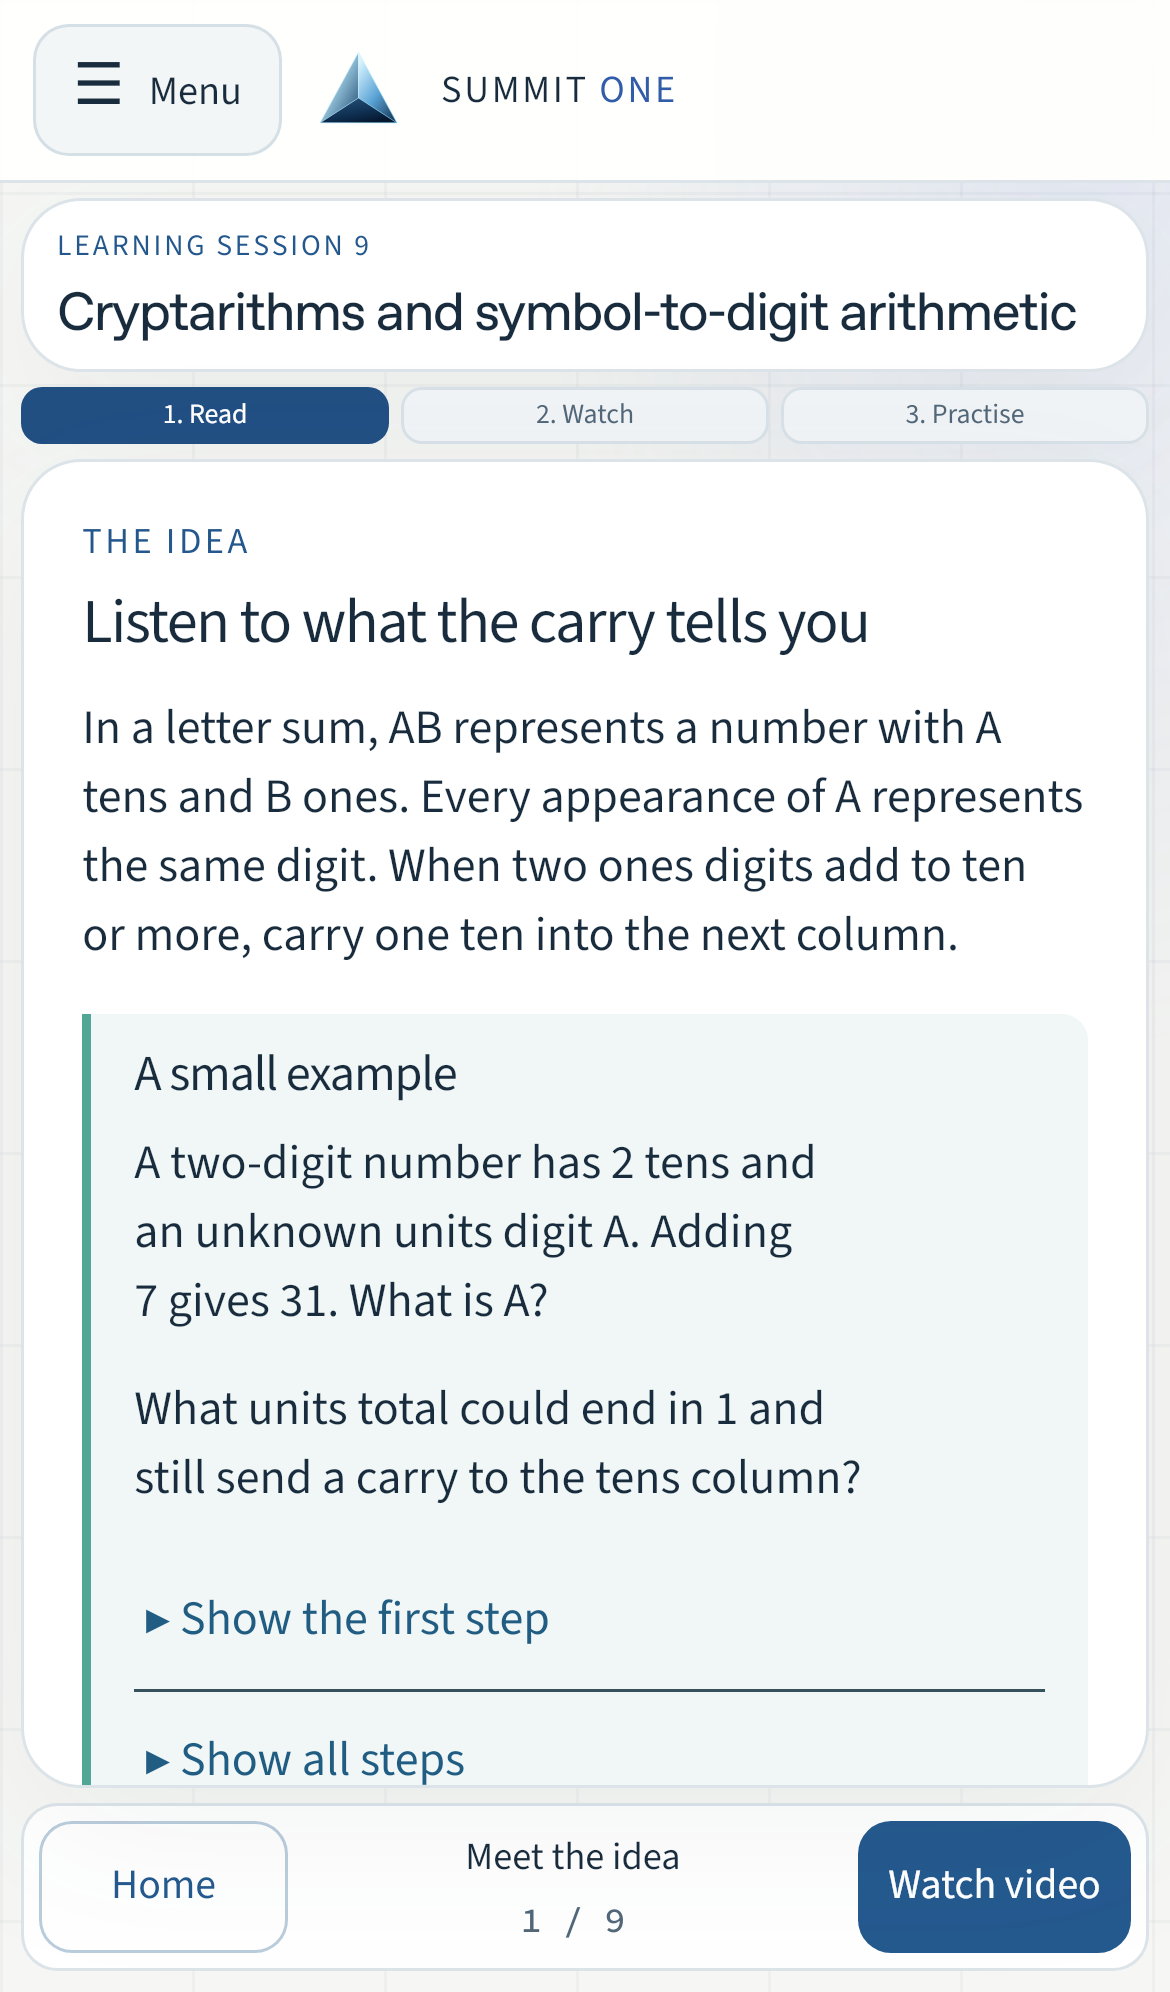 ☰ Menu
SUMMIT ONE
LEARNING SESSION 9
Cryptarithms and symbol-to-digit arithmetic
1. Read
2. Watch
3. Practise
THE IDEA
Listen to what the carry tells you
In a letter sum, AB represents a number with A
tens and B ones. Every appearance of A represents
the same digit. When two ones digits add to ten
or more, carry one ten into the next column.
A small example
A two-digit number has 2 tens and
an unknown units digit A. Adding
7 gives 31. What is A?
What units total could end in 1 and
still send a carry to the tens column?
▸ Show the first step
▸ Show all steps
Home
Meet the idea
1 / 9
Watch video